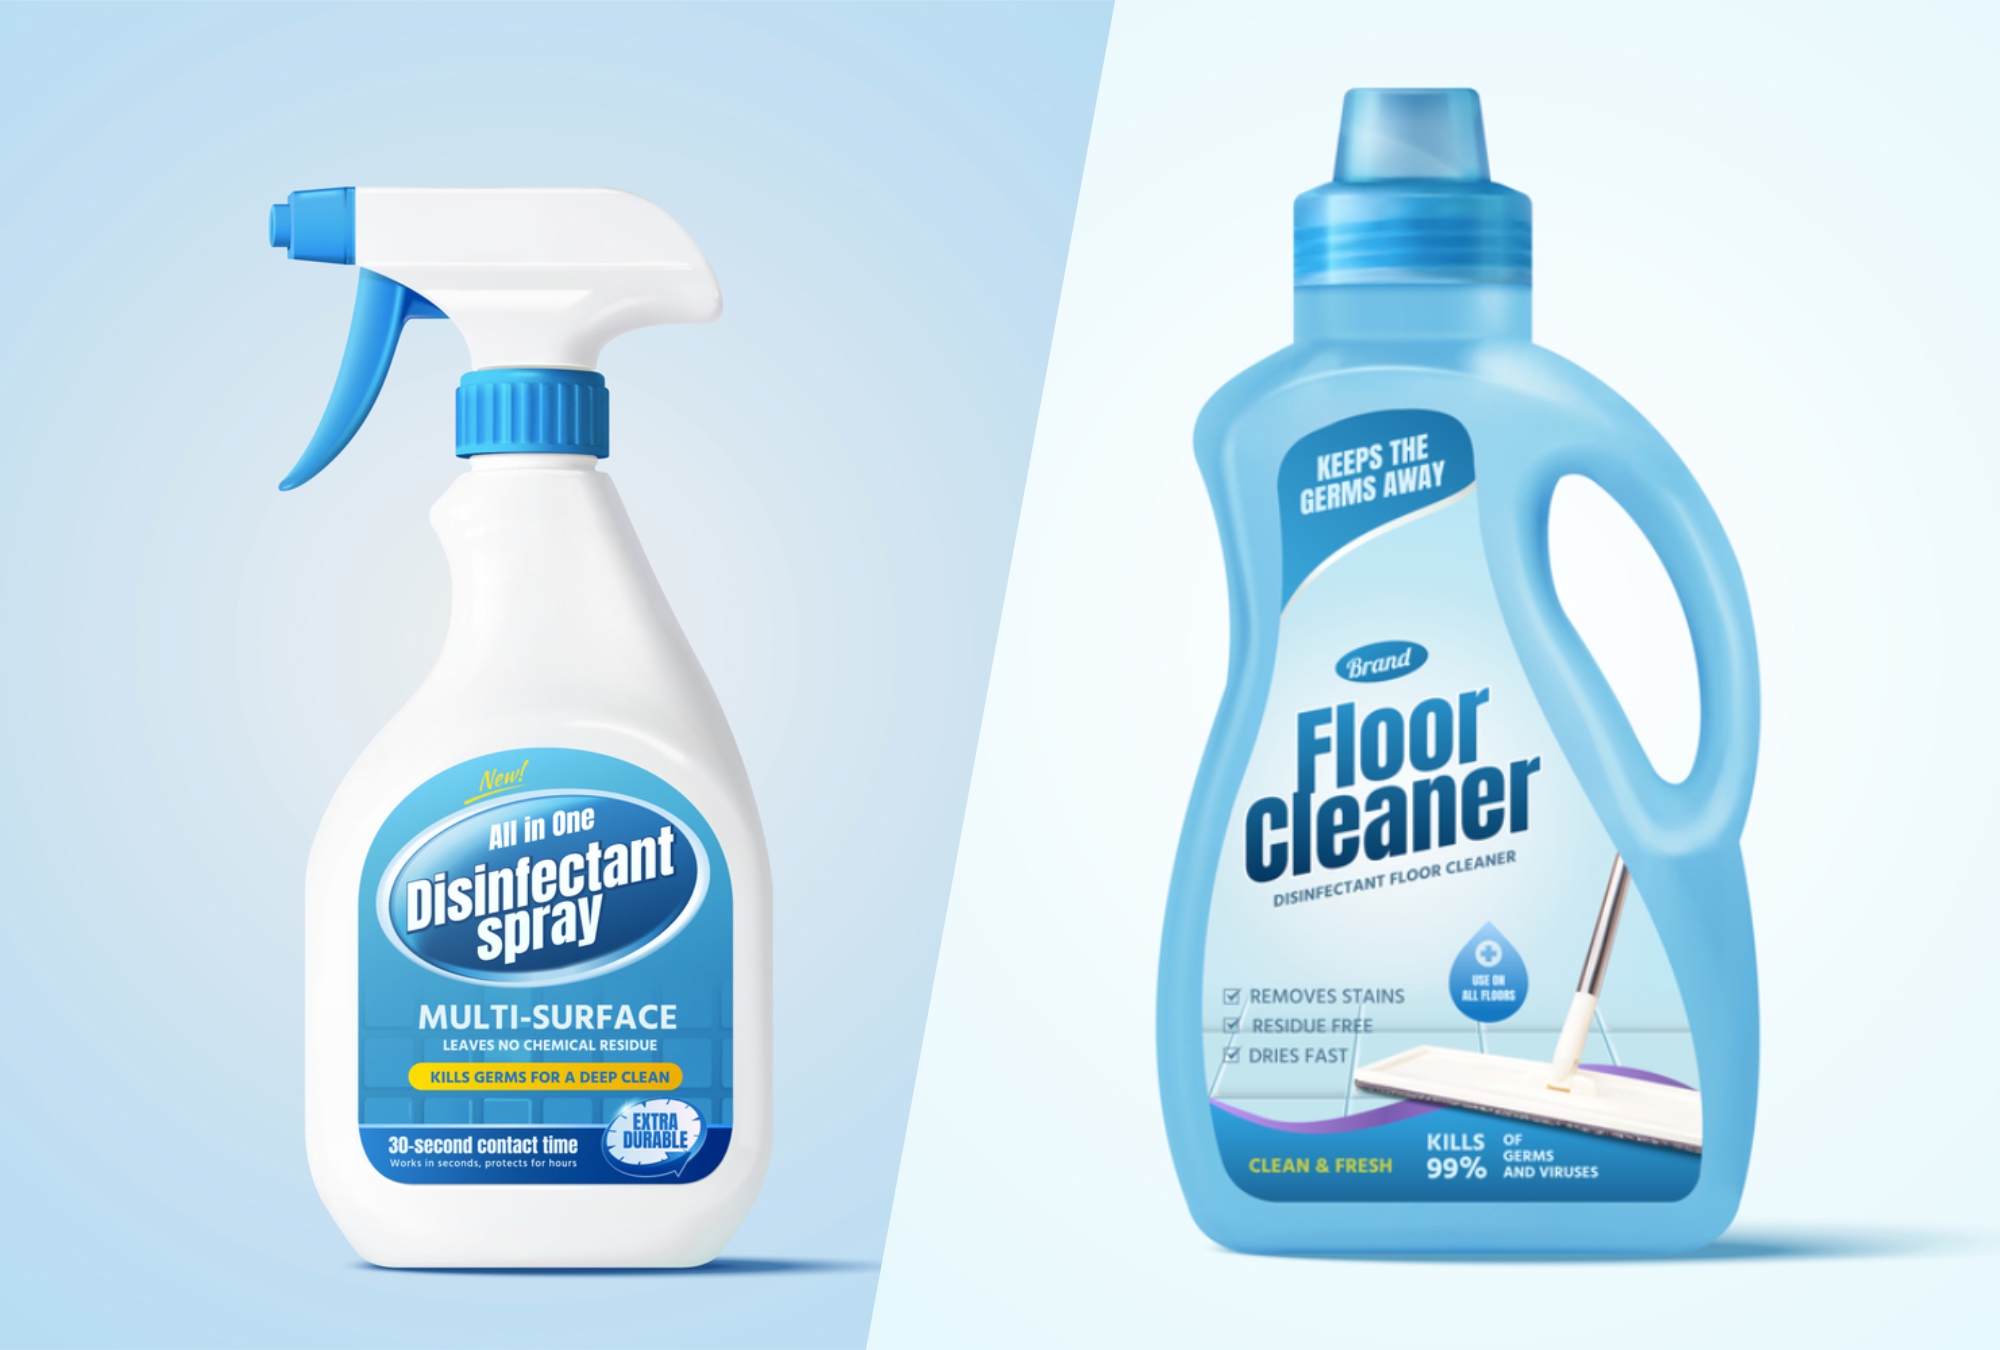 New!
All in One
Disinfectant
spray
MULTI-SURFACE
LEAVES NO CHEMICAL RESIDUE
KILLS GERMS FOR A DEEP CLEAN
30-second contact time
Works in seconds, protects for hours
EXTRA
DURABLE
KEEPS THE
GERMS AWAY
Brand
Floor
Cleaner
DISINFECTANT FLOOR CLEANER
USE ON
ALL FLOORS
REMOVES STAINS
RESIDUE FREE
DRIES FAST
CLEAN & FRESH
KILLS
99%
OF
GERMS
AND VIRUSES